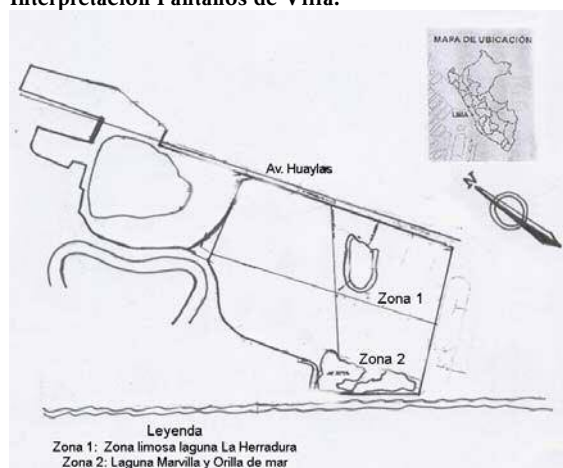 Interpretación Pantanos de Villa.
MAPA DE UBICACIÓN
LIMA
Av. Huaylas
N
Zona 1
Zona 2
Leyenda
Zona 1: Zona limosa laguna La Herradura
Zona 2: Laguna Marvilla y Orilla de mar